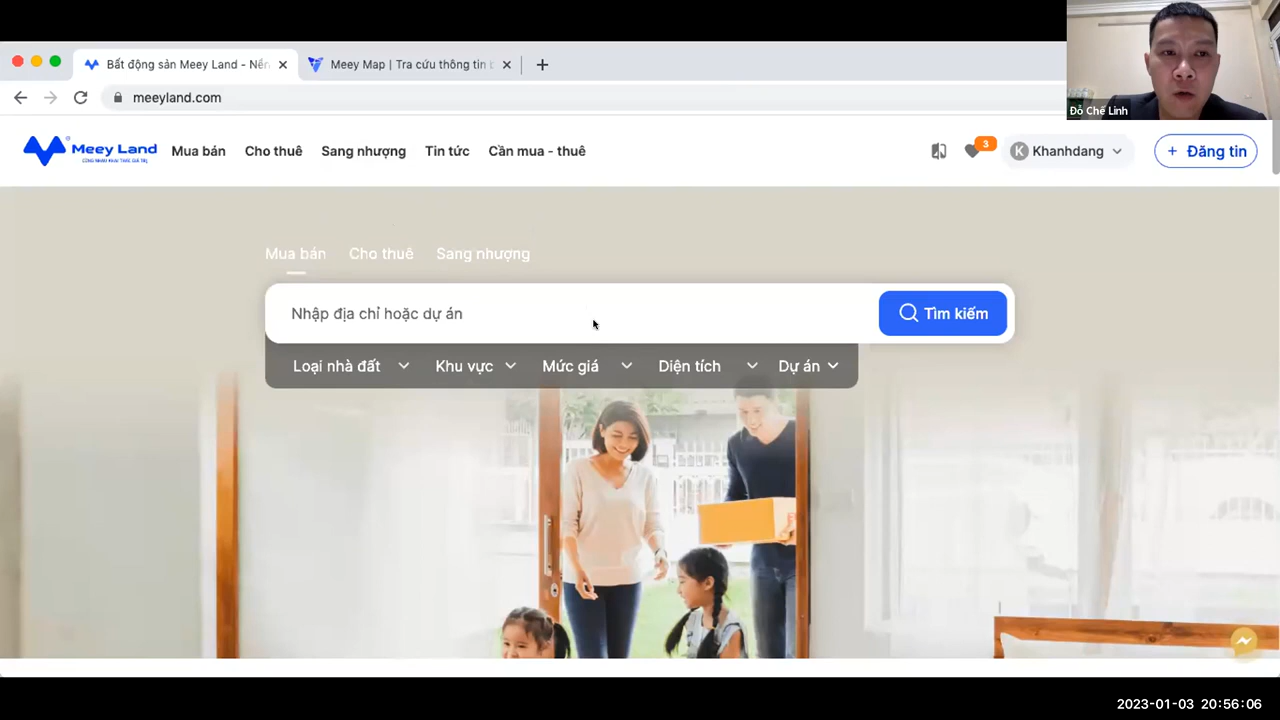 Bất động sản Meey Land - Nền
Meey Map | Tra cứu thông tin b
meeyland.com
Đỗ Chế Linh
Meey Land
Mua bán
Cho thuê
Sang nhượng
Tin tức
Cần mua - thuê
3
K Khanhdang
+ Đăng tin
Mua bán
Cho thuê
Sang nhượng
Nhập địa chỉ hoặc dự án
Tìm kiếm
Loại nhà đất
Khu vực
Mức giá
Diện tích
Dự án
2023-01-03 20:56:06